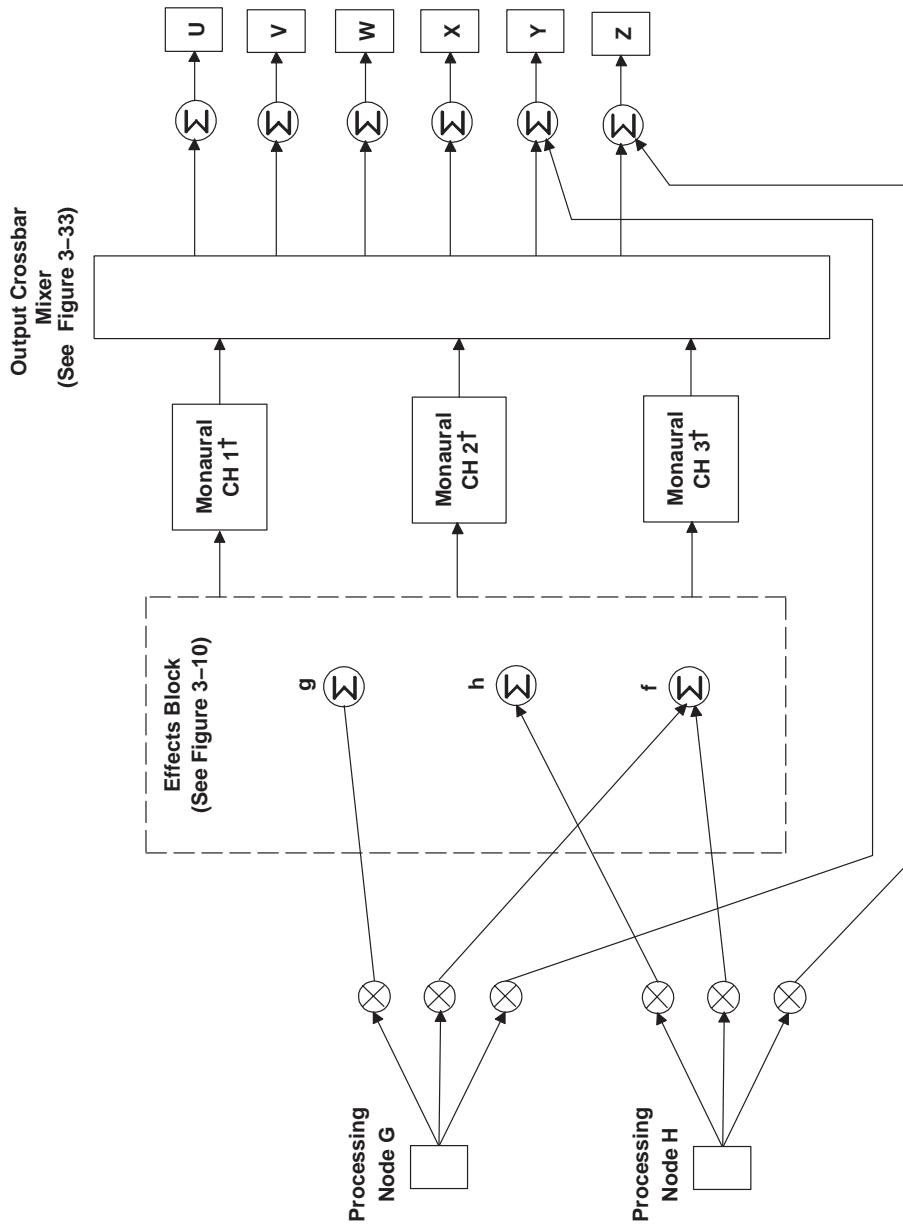 U
V
W
X
Y
Z
Σ
Σ
Σ
Σ
Σ
Σ
Output Crossbar
Mixer
(See Figure 3–33)
Monaural
CH 1†
Monaural
CH 2†
Monaural
CH 3†
Effects Block
(See Figure 3–10)
g
Σ
h
Σ
f
Σ
Processing
Node G
Processing
Node H